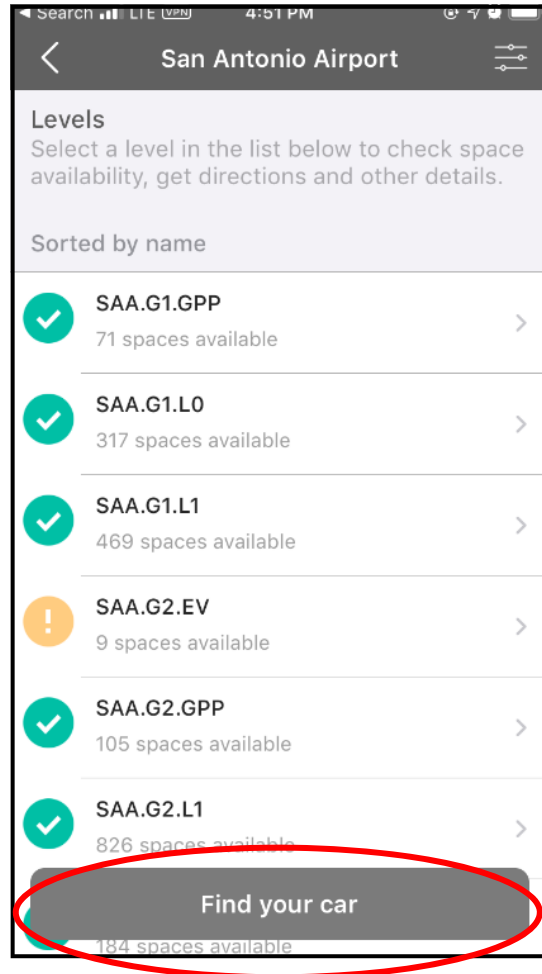 ◄ Search LTE VPN 4:51 PM
San Antonio Airport
Levels
Select a level in the list below to check space
availability, get directions and other details.
Sorted by name
SAA.G1.GPP
71 spaces available
SAA.G1.L0
317 spaces available
SAA.G1.L1
469 spaces available
SAA.G2.EV
9 spaces available
SAA.G2.GPP
105 spaces available
SAA.G2.L1
826 spaces available
Find your car
184 spaces available